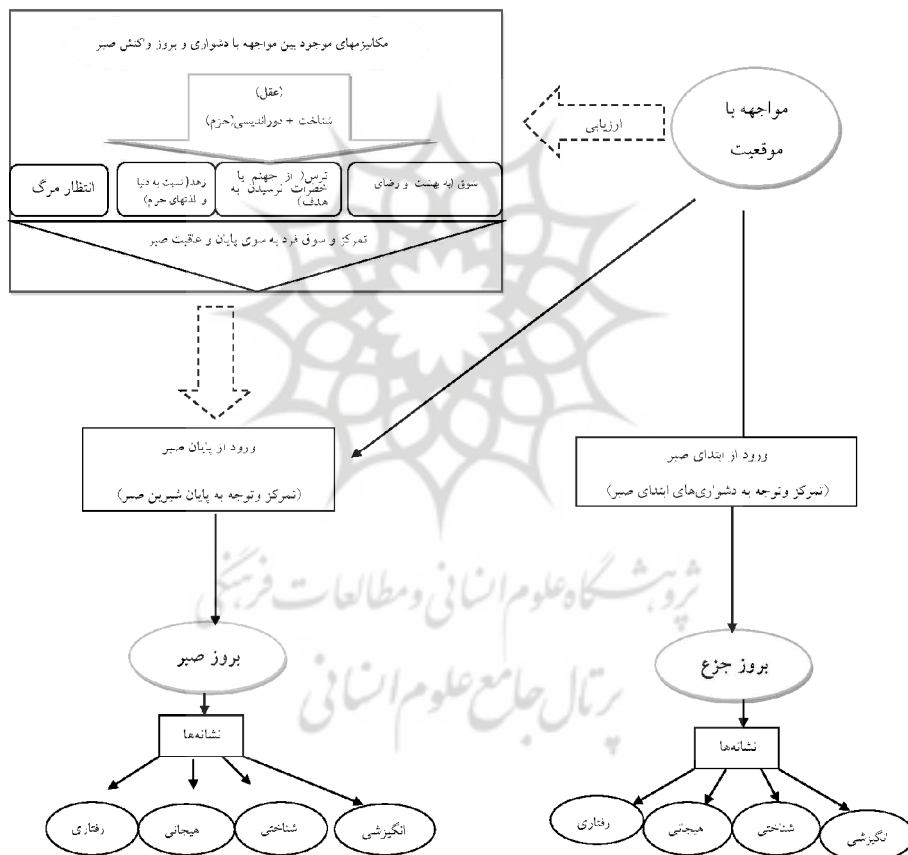 مکانیزمهای موجود بین مواجهه با دشواری و بروز واکنش صبر
(عقل)
شناخت + دوراندیشی(حزم)
مواجهه با
موقعیت
ارزیابی
شوق (به بهشت و رضای
ترس( از جهنم یا
خضرات نرسیدن به
هدف)
زهد(نسبت به دنیا
و لذتهای حرم)
انتظار مرگ
تمرکز و سوق فرد به سوی پایان و عاقبت صبر
ورود از ابتدای صبر
(تمرکز وتوجه به دشواری‌های ابتدای صبر)
ورود از پایان صبر
(تمرکز وتوجه به پایان شیرین صبر)
پژوهشگاه علوم انسانی و مطالعات فرهنگی
پرتال جامع علوم انسانی
بروز جزع
نشانه‌ها
انگیزشی
شناختی
هیجانی
رفتاری
بروز صبر
نشانه‌ها
انگیزشی
شناختی
هیجانی
رفتاری